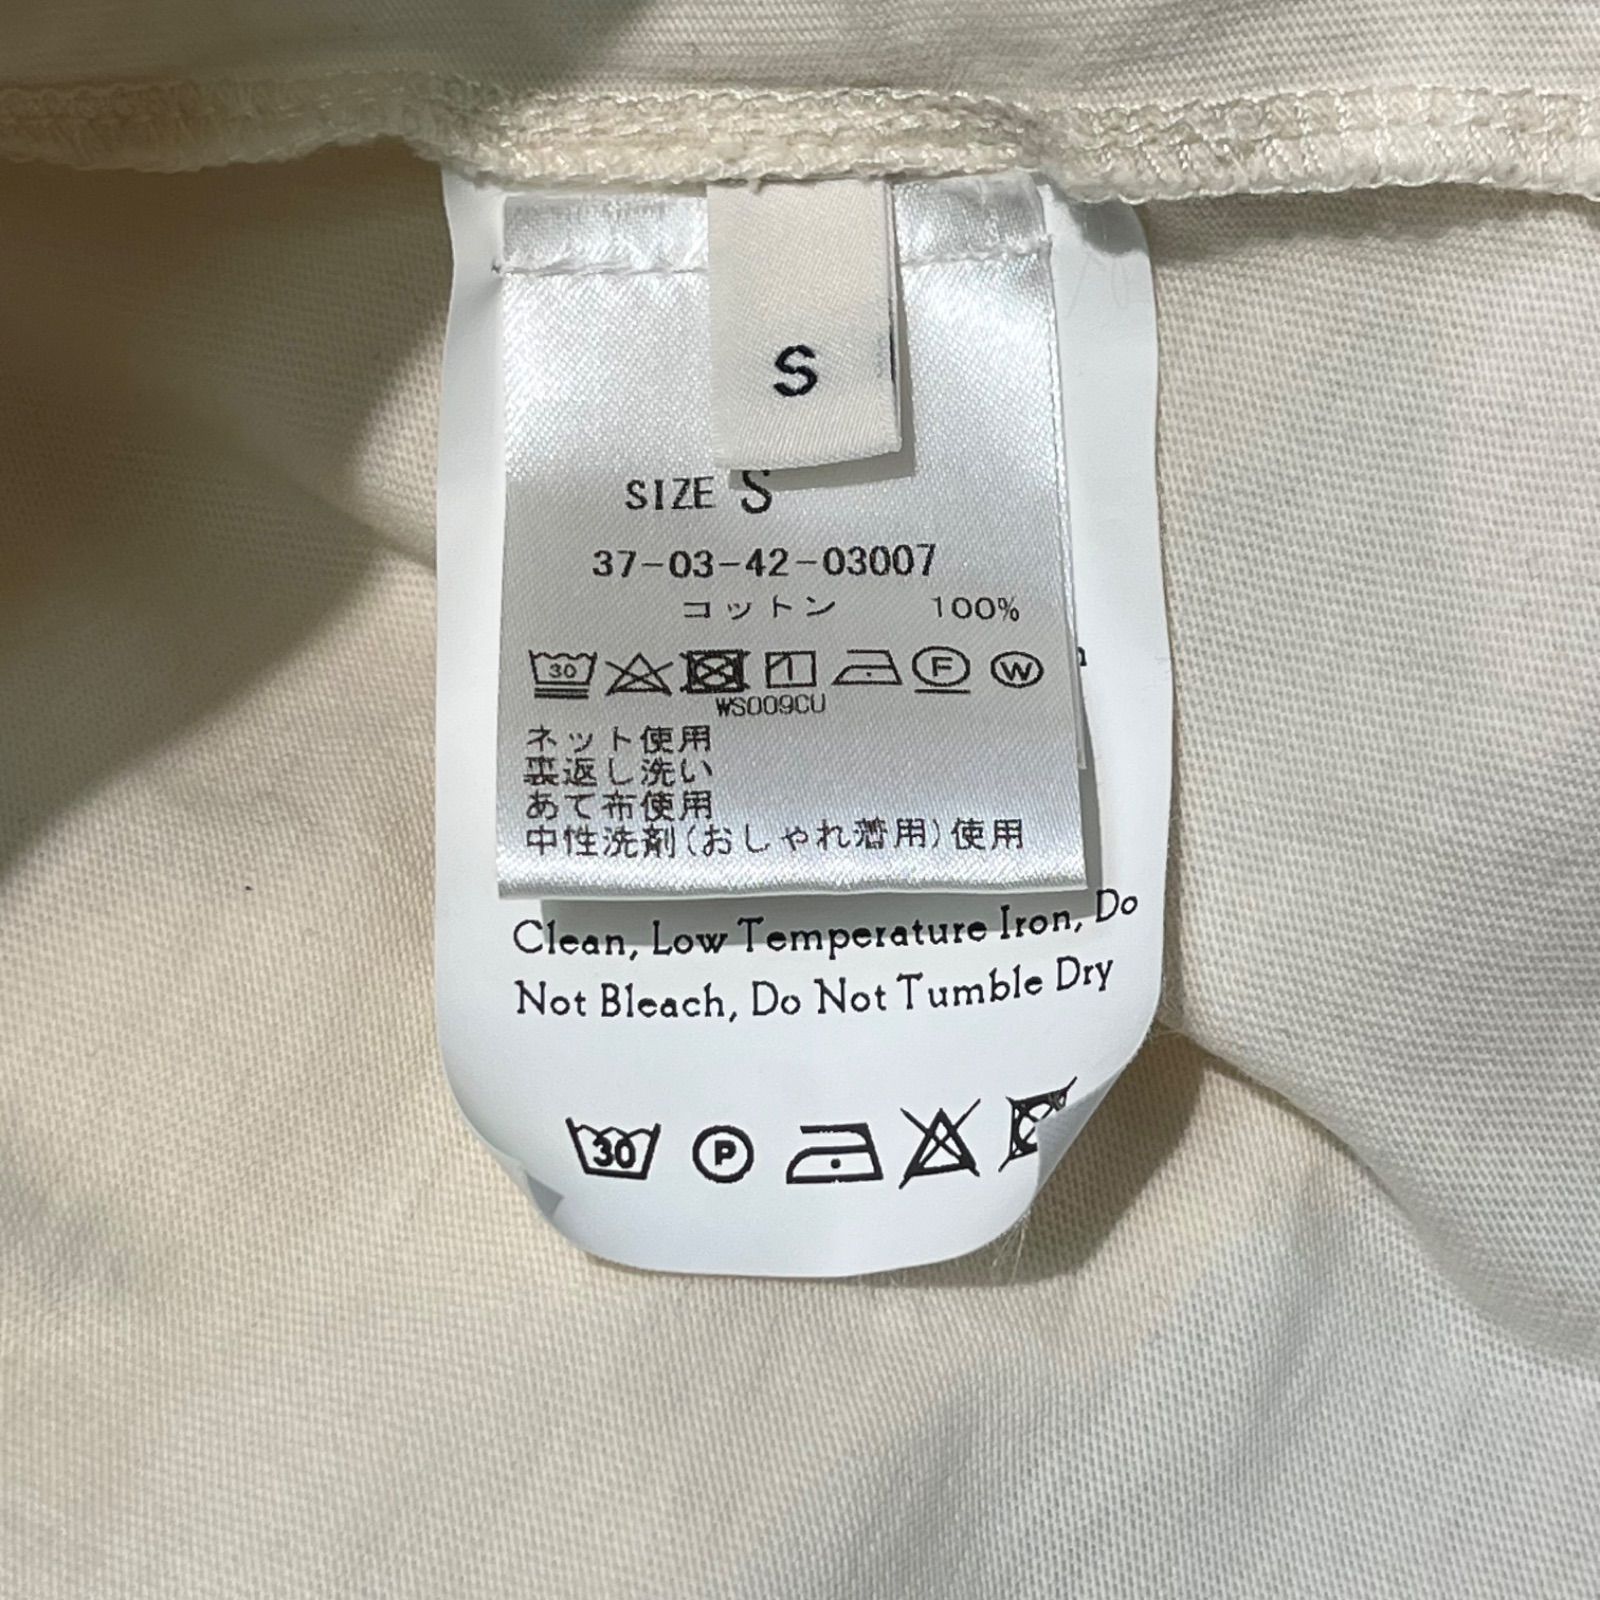 S
SIZE S
37-03-42-03007
コットン 100%
30 F W
WS009CU
ネット使用
裏返し洗い
あて布使用
中性洗剤(おしゃれ着用)使用
Clean, Low Temperature Iron, Do
Not Bleach, Do Not Tumble Dry
30 P